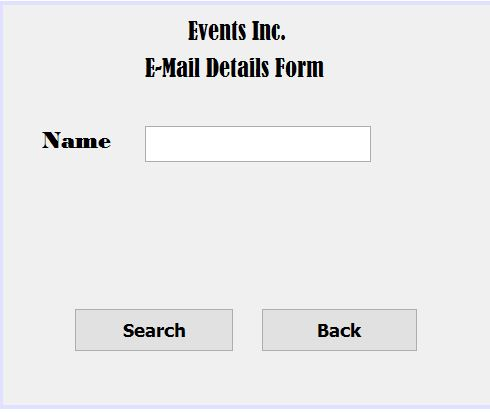 Events Inc.
E-Mail Details Form
Name
Search Back